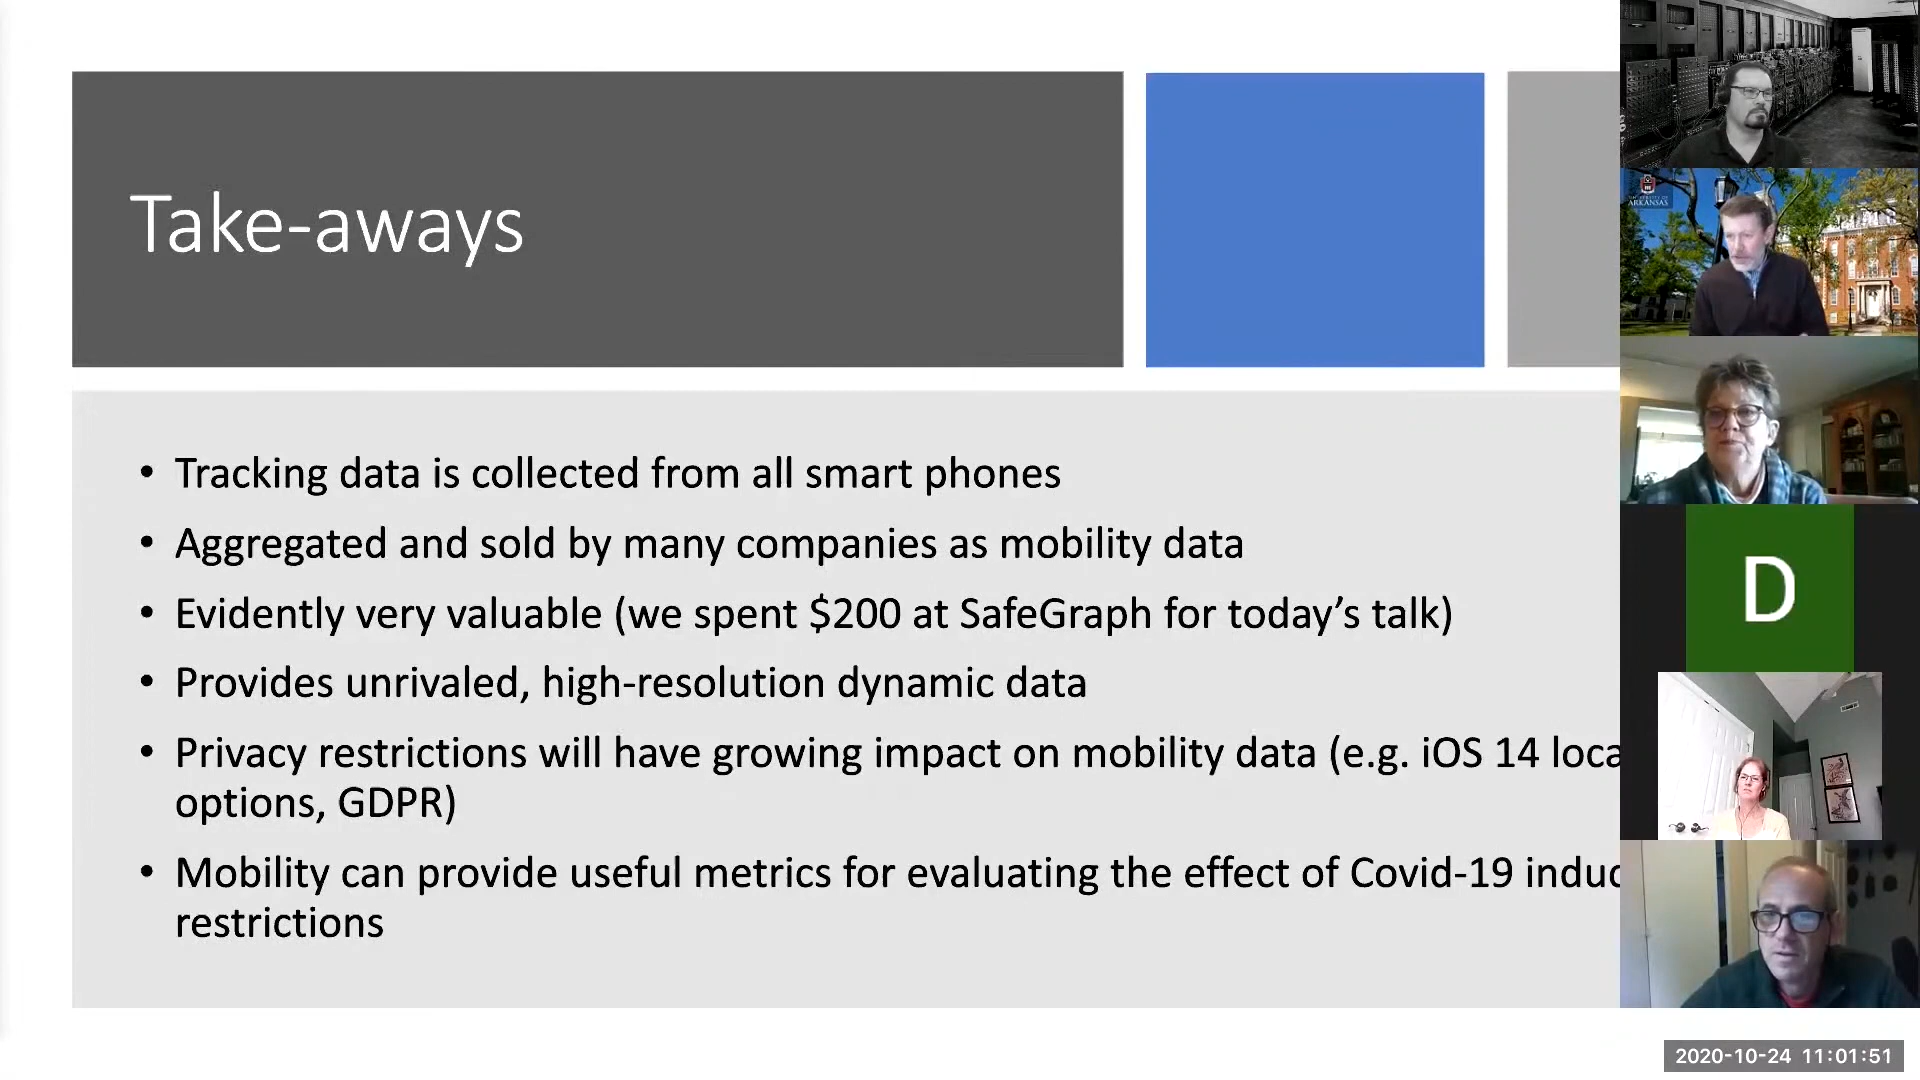 Take-aways
• Tracking data is collected from all smart phones
• Aggregated and sold by many companies as mobility data
• Evidently very valuable (we spent $200 at SafeGraph for today's talk)
• Provides unrivaled, high-resolution dynamic data
• Privacy restrictions will have growing impact on mobility data (e.g. iOS 14 loca
options, GDPR)
• Mobility can provide useful metrics for evaluating the effect of Covid-19 induc
restrictions
ARKANSAS
D
2020-10-24 11:01:51